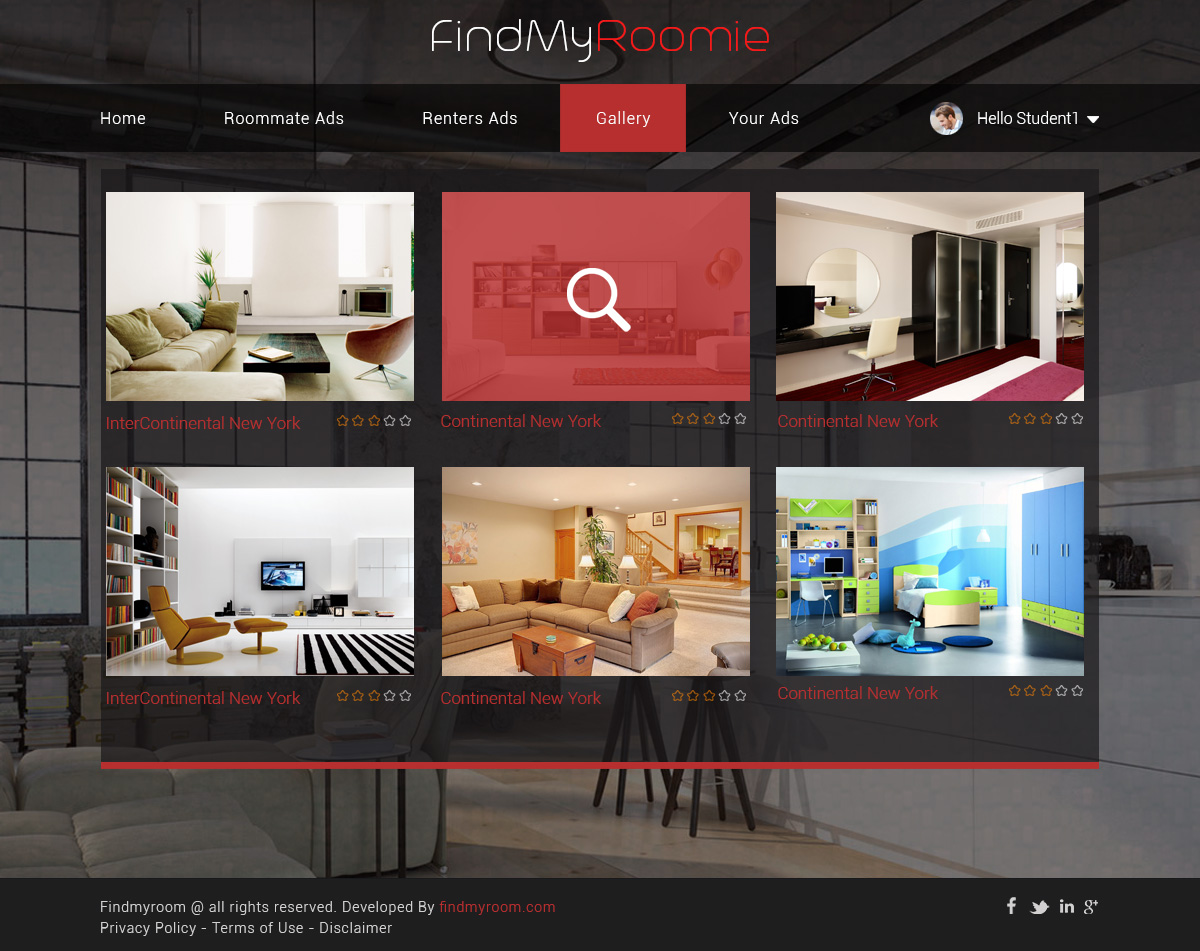 FindMyRoomie
Home Roommate Ads Renters Ads Gallery Your Ads Hello Student1
InterContinental New York Continental New York Continental New York
InterContinental New York Continental New York Continental New York
Findmyroom @ all rights reserved. Developed By findmyroom.com
Privacy Policy - Terms of Use - Disclaimer